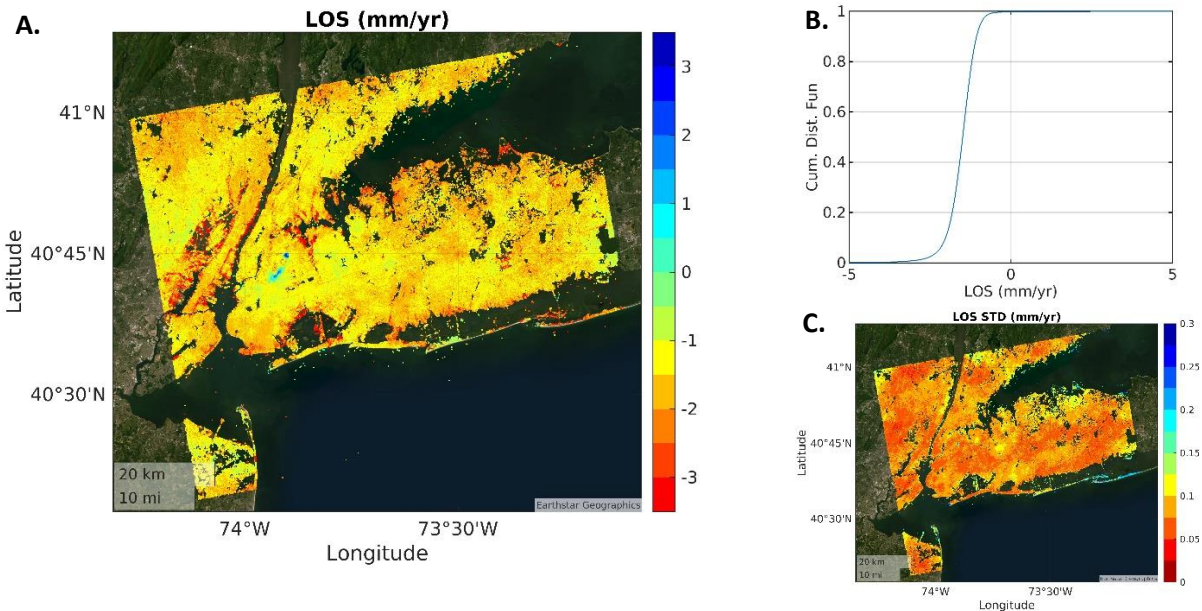 A.
LOS (mm/yr)
41°N
40°45'N
40°30'N
Latitude
20 km
10 mi
Earthstar Geographics
74°W
73°30'W
Longitude
3
2
1
0
-1
-2
-3
B.
1
0.8
0.6
0.4
0.2
0
Cum. Dist. Fun
-5
0
5
LOS (mm/yr)
C.
LOS STD (mm/yr)
41°N
40°45'N
40°30'N
Latitude
20 km
10 mi
74°W
73°30'W
Longitude
0.3
0.25
0.2
0.15
0.1
0.05
0